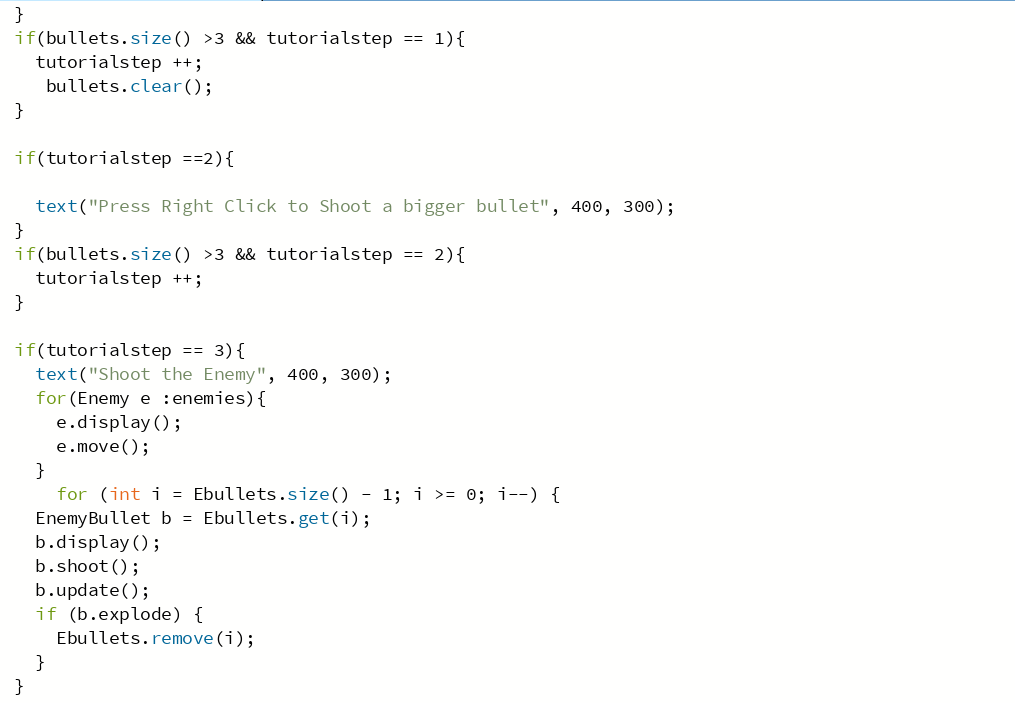 }
if(bullets.size() >3 && tutorialstep == 1){
  tutorialstep ++;
   bullets.clear();
}

if(tutorialstep ==2){

  text("Press Right Click to Shoot a bigger bullet", 400, 300);
}
if(bullets.size() >3 && tutorialstep == 2){
  tutorialstep ++;
}

if(tutorialstep == 3){
  text("Shoot the Enemy", 400, 300);
  for(Enemy e :enemies){
    e.display();
    e.move();
  }
    for (int i = Ebullets.size() - 1; i >= 0; i--) {
  EnemyBullet b = Ebullets.get(i);
  b.display();
  b.shoot();
  b.update();
  if (b.explode) {
    Ebullets.remove(i);
  }
}